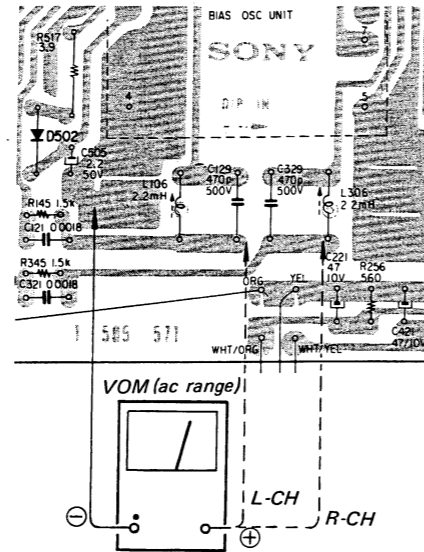 BIAS OSC UNIT
SONY
R517
3.9
4
5
DIP IN
D502
C505
2.2
50V
C129
470p
500V
C329
470p
500V
L106
2.2mH
L306
2.2mH
R145 1.5k
C121 0.0018
R345 1.5k
C321 0.0018
C221
47
10V
R256
560
ORG
YEL
WHT/ORG
WHT/YEL
C421
47/10V
VOM (ac range)
L-CH
R-CH
⊖
⊕